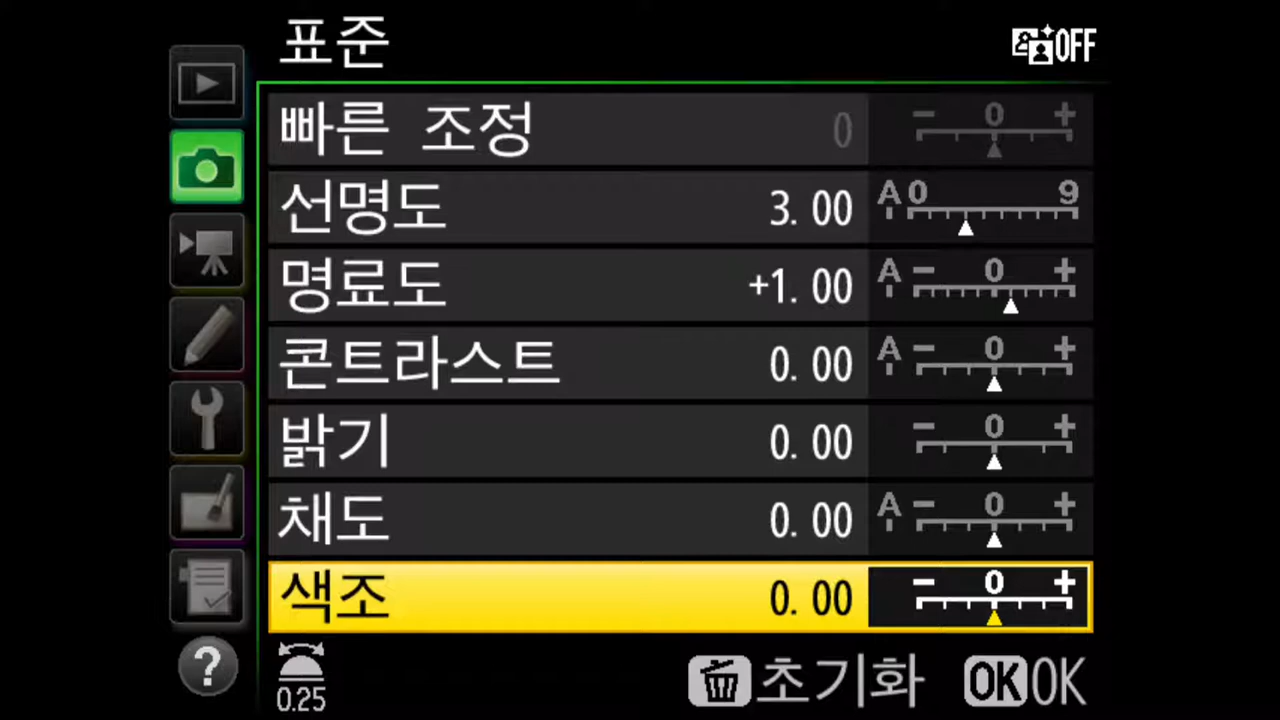 표준
OFF
빠른 조정 0 − 0 +
선명도 3.00 A 0 9
명료도 +1.00 A − 0 +
콘트라스트 0.00 A − 0 +
밝기 0.00 − 0 +
채도 0.00 A − 0 +
색조 0.00 − 0 +
? 0.25 초기화 OK OK